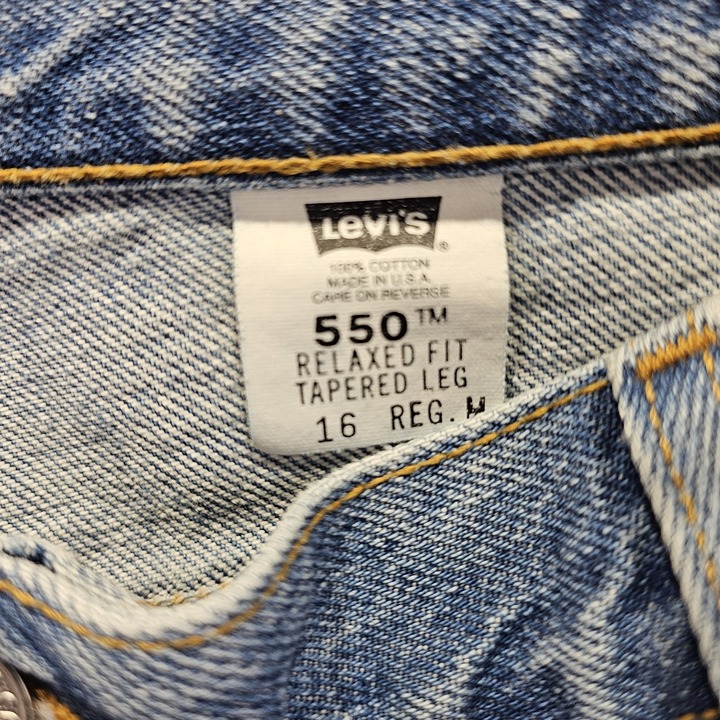 Levi's®
100% COTTON
MADE IN U.S.A.
CARE ON REVERSE
550™
RELAXED FIT
TAPERED LEG
16 REG. M